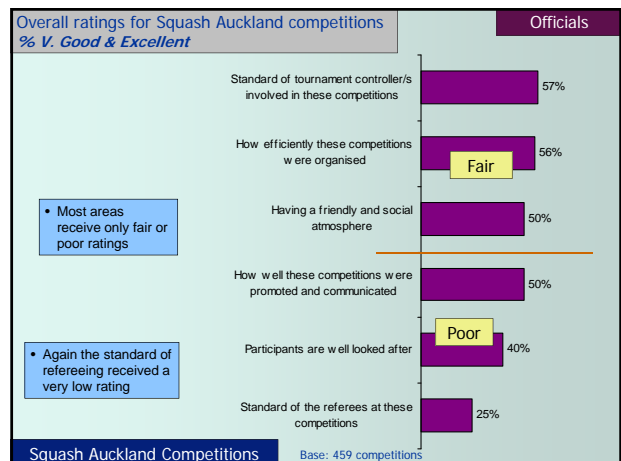 Overall ratings for Squash Auckland competitions
% V. Good & Excellent
Officials
Standard of tournament controller/s
involved in these competitions
57%
How efficiently these competitions
were organised
56%
Fair
• Most areas
receive only fair or
poor ratings
Having a friendly and social
atmosphere
50%
How well these competitions were
promoted and communicated
50%
Poor
• Again the standard of
refereeing received a
very low rating
Participants are well looked after
40%
Standard of the referees at these
competitions
25%
Squash Auckland Competitions
Base: 459 competitions